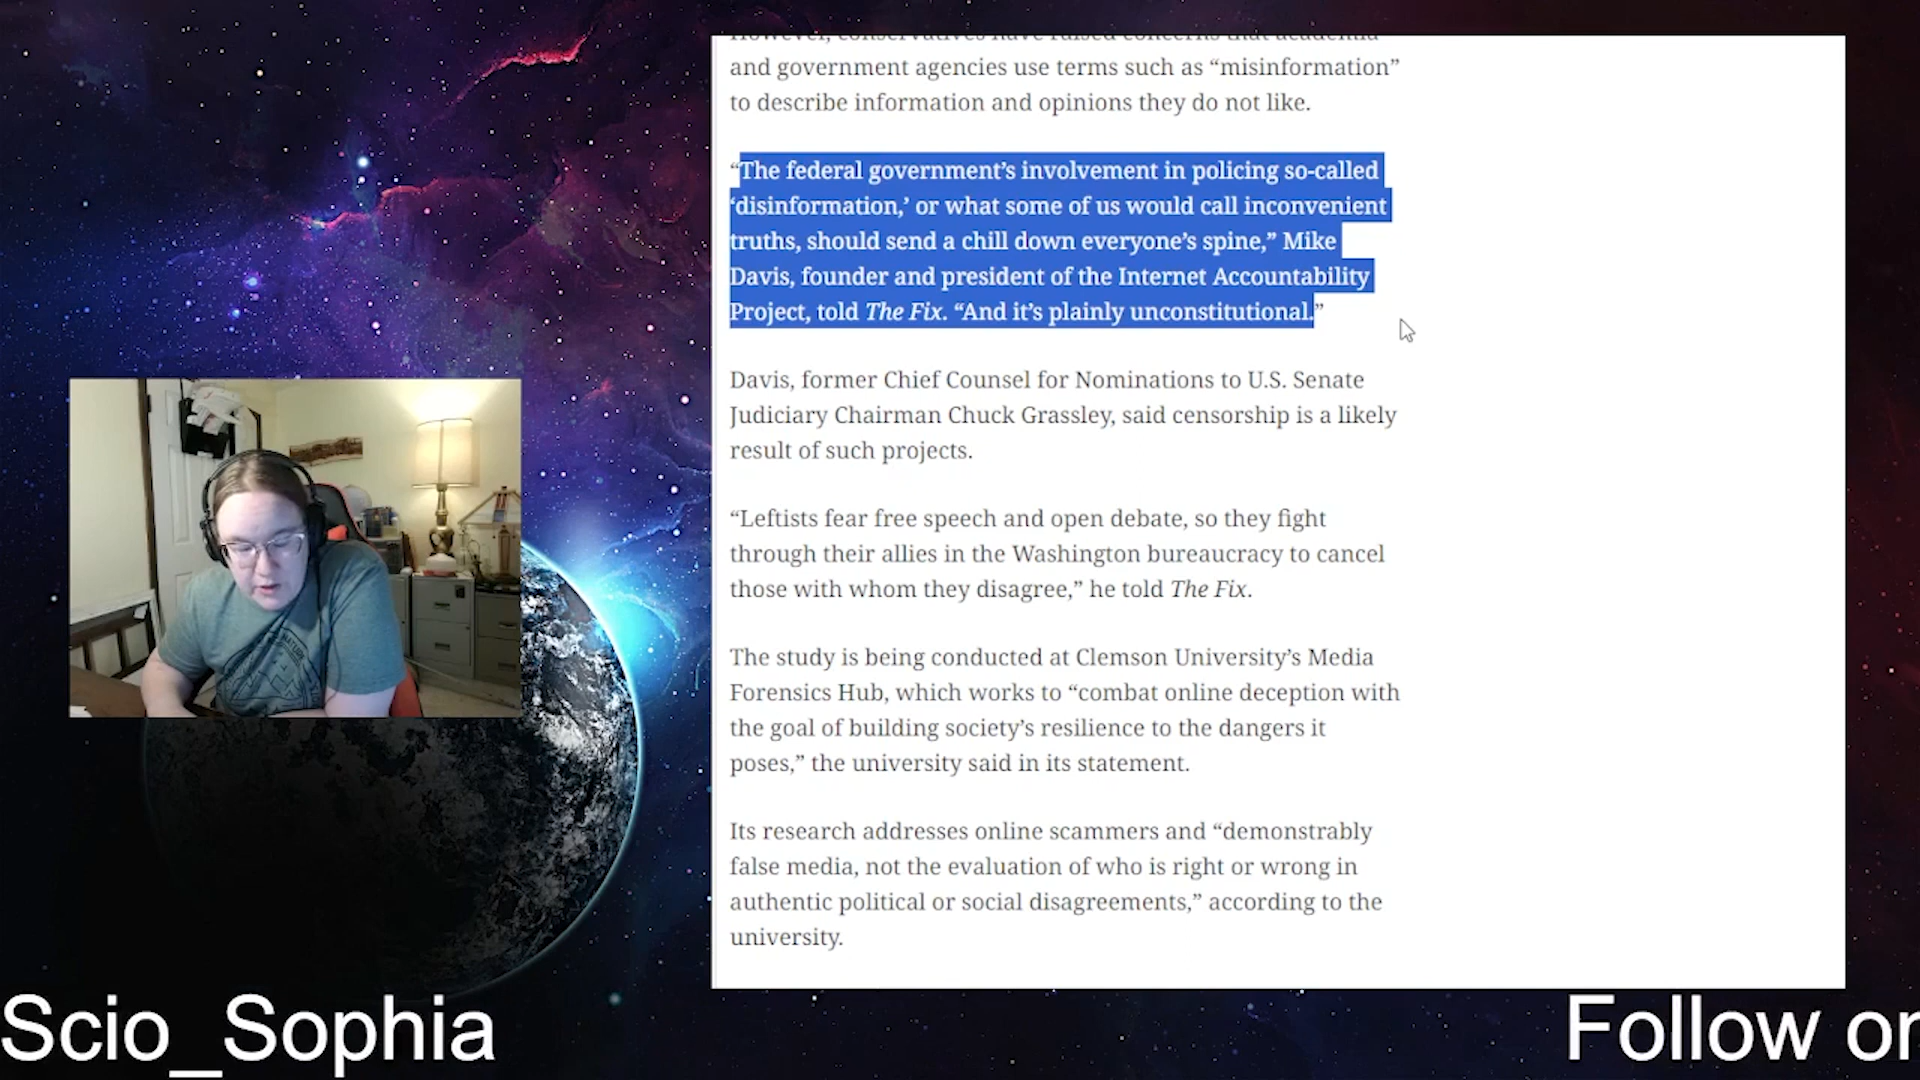 However, conservatives have raised concerns that academia
and government agencies use terms such as “misinformation”
to describe information and opinions they do not like.
“The federal government’s involvement in policing so-called
‘disinformation,’ or what some of us would call inconvenient
truths, should send a chill down everyone’s spine,” Mike
Davis, founder and president of the Internet Accountability
Project, told The Fix. “And it’s plainly unconstitutional.”
Davis, former Chief Counsel for Nominations to U.S. Senate
Judiciary Chairman Chuck Grassley, said censorship is a likely
result of such projects.
“Leftists fear free speech and open debate, so they fight
through their allies in the Washington bureaucracy to cancel
those with whom they disagree,” he told The Fix.
The study is being conducted at Clemson University’s Media
Forensics Hub, which works to “combat online deception with
the goal of building society’s resilience to the dangers it
poses,” the university said in its statement.
Its research addresses online scammers and “demonstrably
false media, not the evaluation of who is right or wrong in
authentic political or social disagreements,” according to the
university.
Scio_Sophia
Follow on